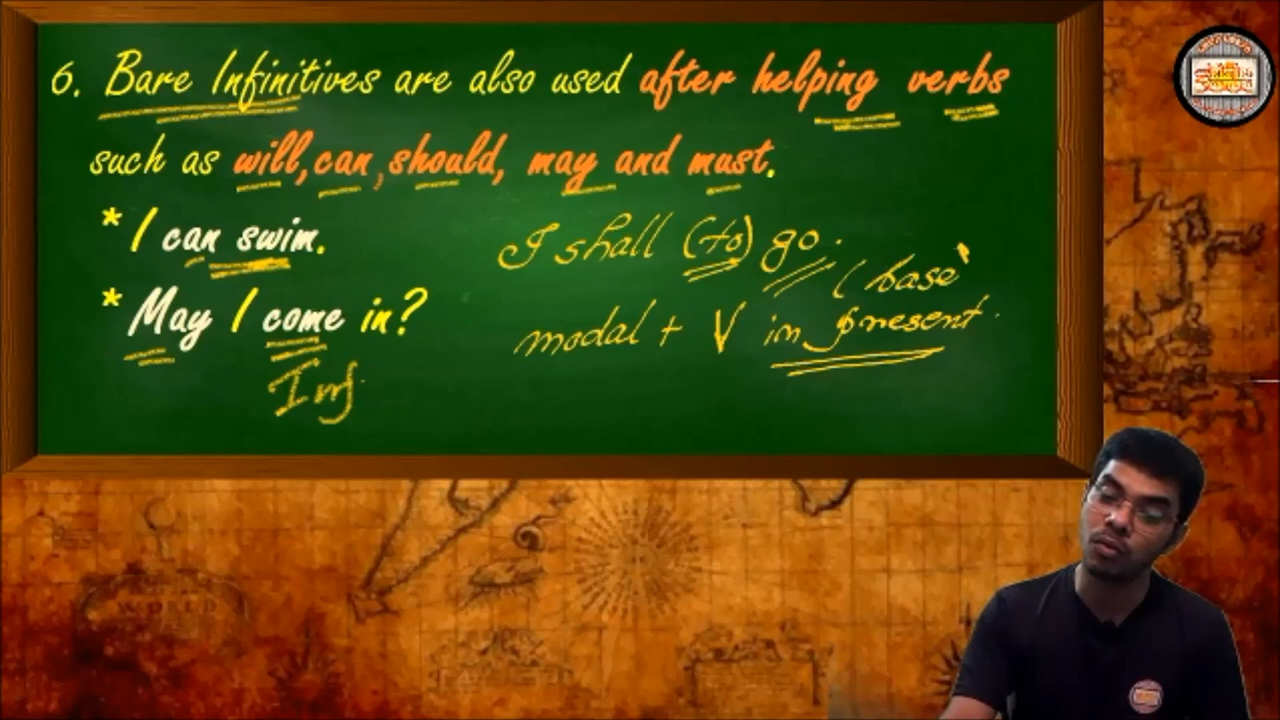 6. Bare Infinitives are also used after helping verbs
such as will, can, should, may and must.
* I can swim.
* May I come in?
Inf.
I shall (to) go.
( base
modal + V in present.
WORLD